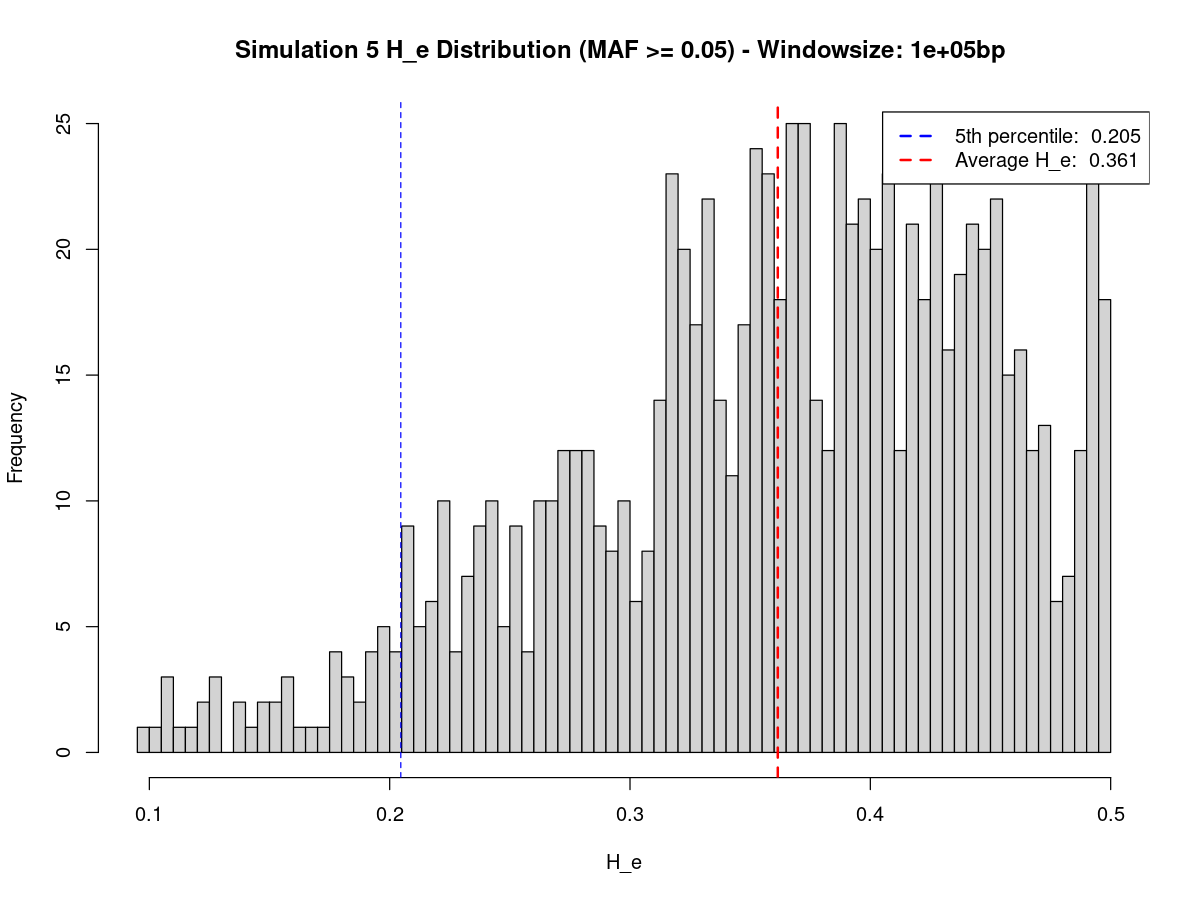 Simulation 5 H_e Distribution (MAF >= 0.05) - Windowsize: 1e+05bp
5th percentile:  0.205
Average H_e:  0.361
Frequency
25
20
15
10
5
0
0.1 0.2 0.3 0.4 0.5
H_e